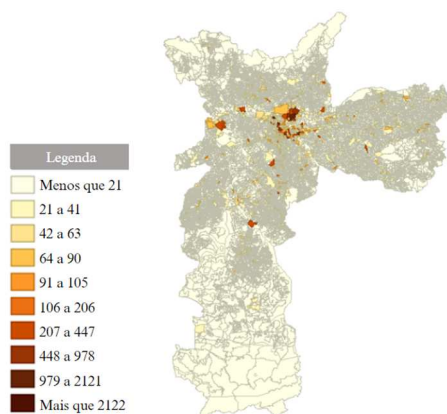 Legenda
Menos que 21
21 a 41
42 a 63
64 a 90
91 a 105
106 a 206
207 a 447
448 a 978
979 a 2121
Mais que 2122